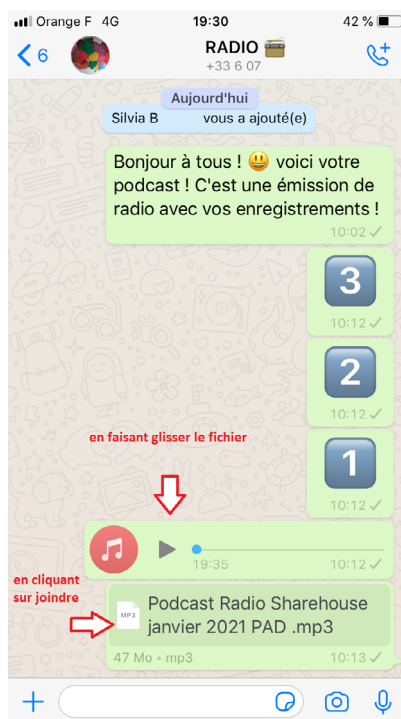 Orange F 4G 19:30 42 %
6 RADIO 📻
+33 6 07
Aujourd'hui
Silvia B vous a ajouté(e)
Bonjour à tous ! 😃 voici votre
podcast ! C'est une émission de
radio avec vos enregistrements !
10:02
3
10:12
2
10:12
en faisant glisser le fichier
1
10:12
19:35 10:12
en cliquant
sur joindre
MP3
Podcast Radio Sharehouse
janvier 2021 PAD .mp3
47 Mo • mp3 10:13